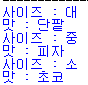 사이즈 : 대
맛 : 단팥
사이즈 : 중
맛 : 피자
사이즈 : 소
맛 : 초코